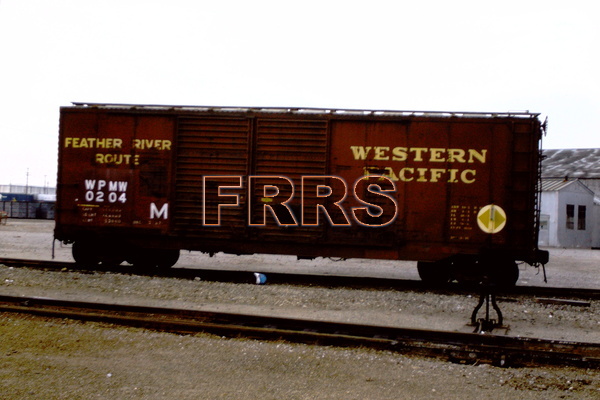 FEATHER RIVER
ROUTE
WPMW
0204
M
WESTERN
PACIFIC
FRRS